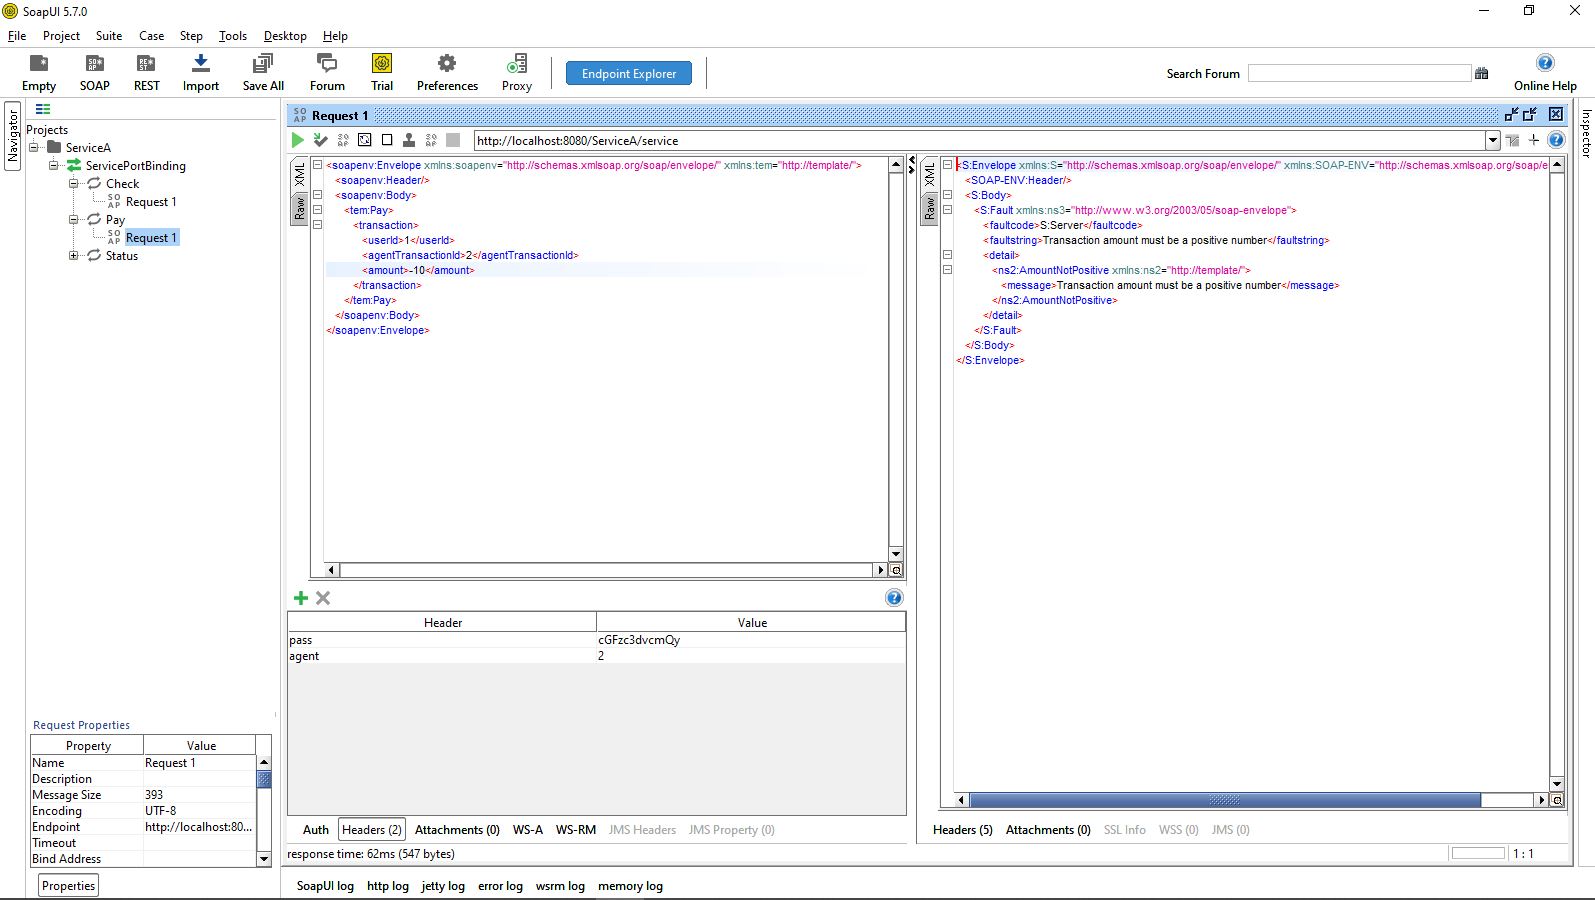 SoapUI 5.7.0
File Project Suite Case Step Tools Desktop Help
Empty SOAP REST Import Save All Forum Trial Preferences Proxy Endpoint Explorer Search Forum Online Help
Navigator
Projects
ServiceA
ServicePortBinding
Check
Request 1
Pay
Request 1
Status
Request Properties
Property Value
Name Request 1
Description
Message Size 393
Encoding UTF-8
Endpoint http://localhost:80...
Timeout
Bind Address
Properties
Request 1
http://localhost:8080/ServiceA/service
XML
Raw
<soapenv:Envelope xmlns:soapenv="http://schemas.xmlsoap.org/soap/envelope/" xmlns:tem="http://template/">
<soapenv:Header/>
<soapenv:Body>
<tem:Pay>
<transaction>
<userId>1</userId>
<agentTransactionId>2</agentTransactionId>
<amount>-10</amount>
</transaction>
</tem:Pay>
</soapenv:Body>
</soapenv:Envelope>
Header Value
pass cGFzc3dvcmQy
agent 2
Auth Headers (2) Attachments (0) WS-A WS-RM JMS Headers JMS Property (0)
response time: 62ms (547 bytes)
XML
Raw
<S:Envelope xmlns:S="http://schemas.xmlsoap.org/soap/envelope/" xmlns:SOAP-ENV="http://schemas.xmlsoap.org/soap/e
<SOAP-ENV:Header/>
<S:Body>
<S:Fault xmlns:ns3="http://www.w3.org/2003/05/soap-envelope">
<faultcode>S:Server</faultcode>
<faultstring>Transaction amount must be a positive number</faultstring>
<detail>
<ns2:AmountNotPositive xmlns:ns2="http://template/">
<message>Transaction amount must be a positive number</message>
</ns2:AmountNotPositive>
</detail>
</S:Fault>
</S:Body>
</S:Envelope>
Headers (5) Attachments (0) SSL Info WSS (0) JMS (0)
1 : 1
Inspector
SoapUI log http log jetty log error log wsrm log memory log